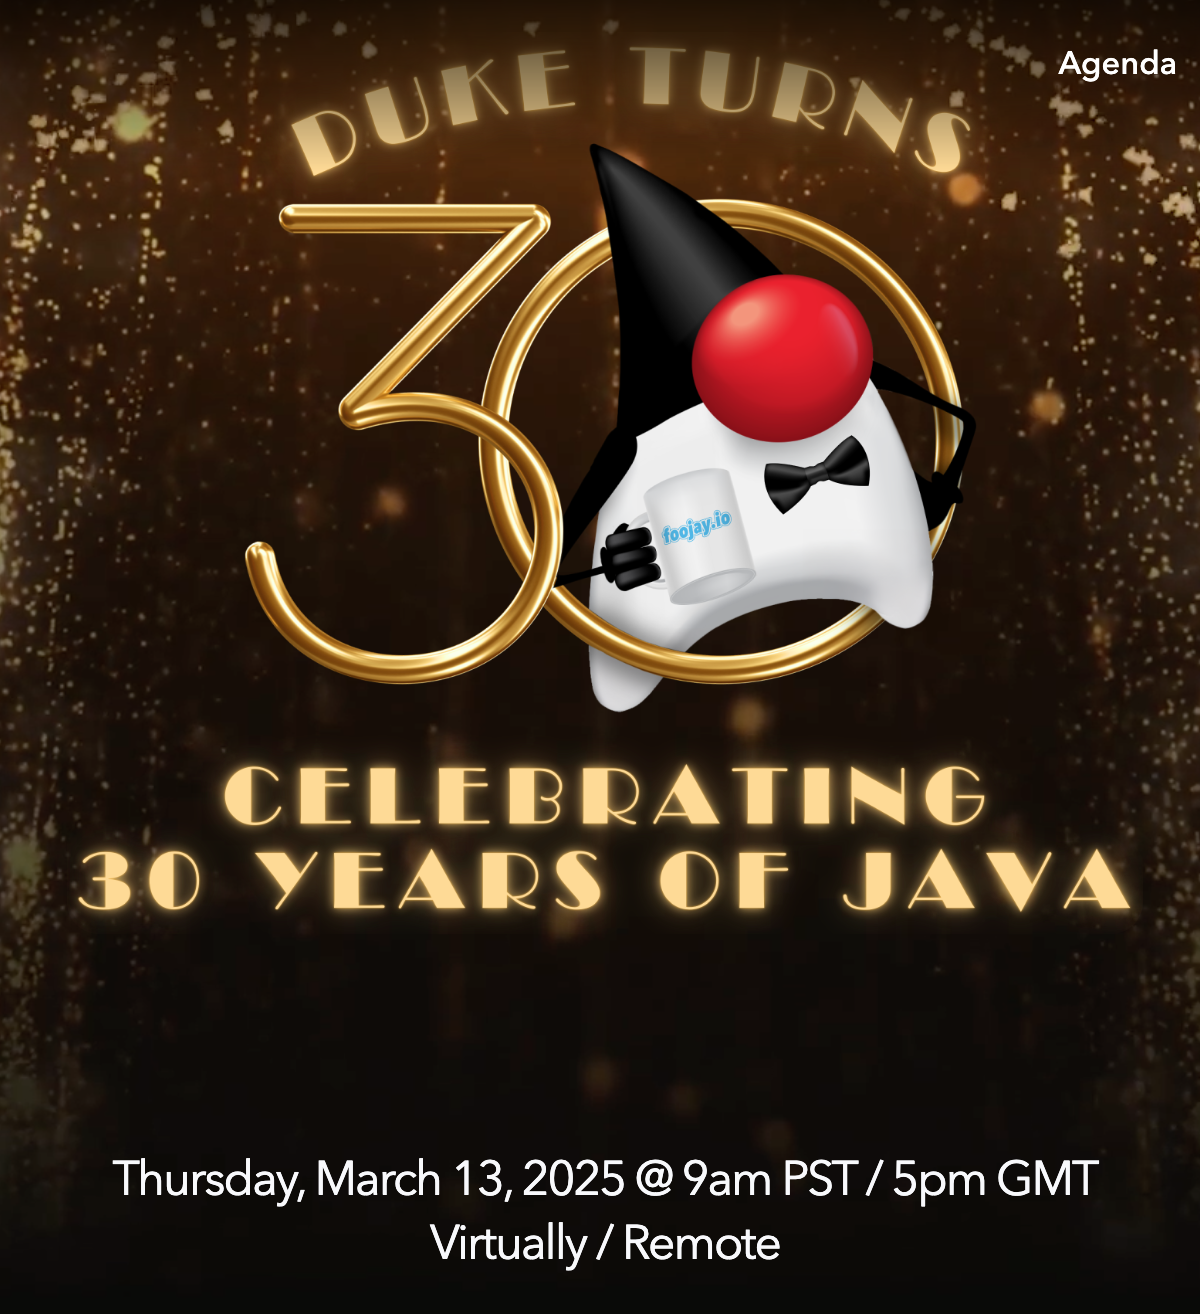 Agenda
DUKE TURNS
30
foojay.io
CELEBRATING
30 YEARS OF JAVA
Thursday, March 13, 2025 @ 9am PST / 5pm GMT
Virtually / Remote